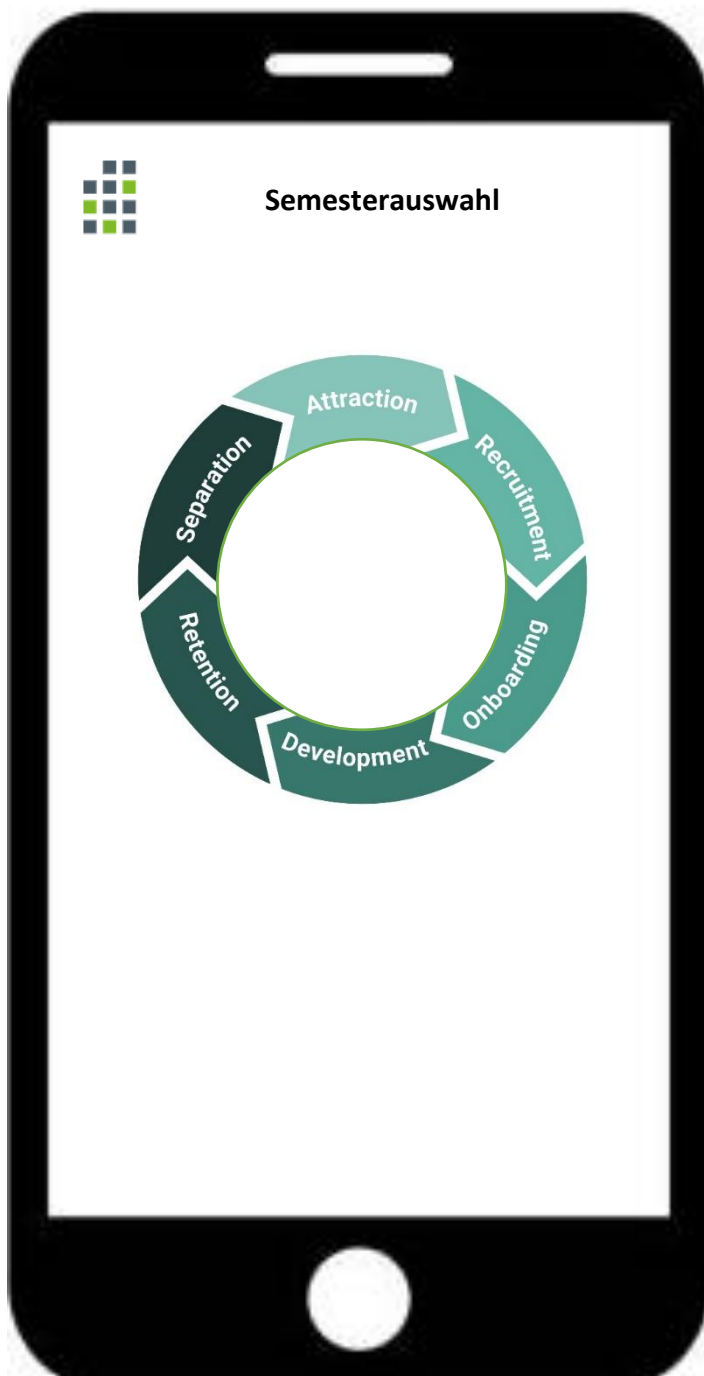 Semesterauswahl
Attraction
Recruitment
Onboarding
Development
Retention
Separation